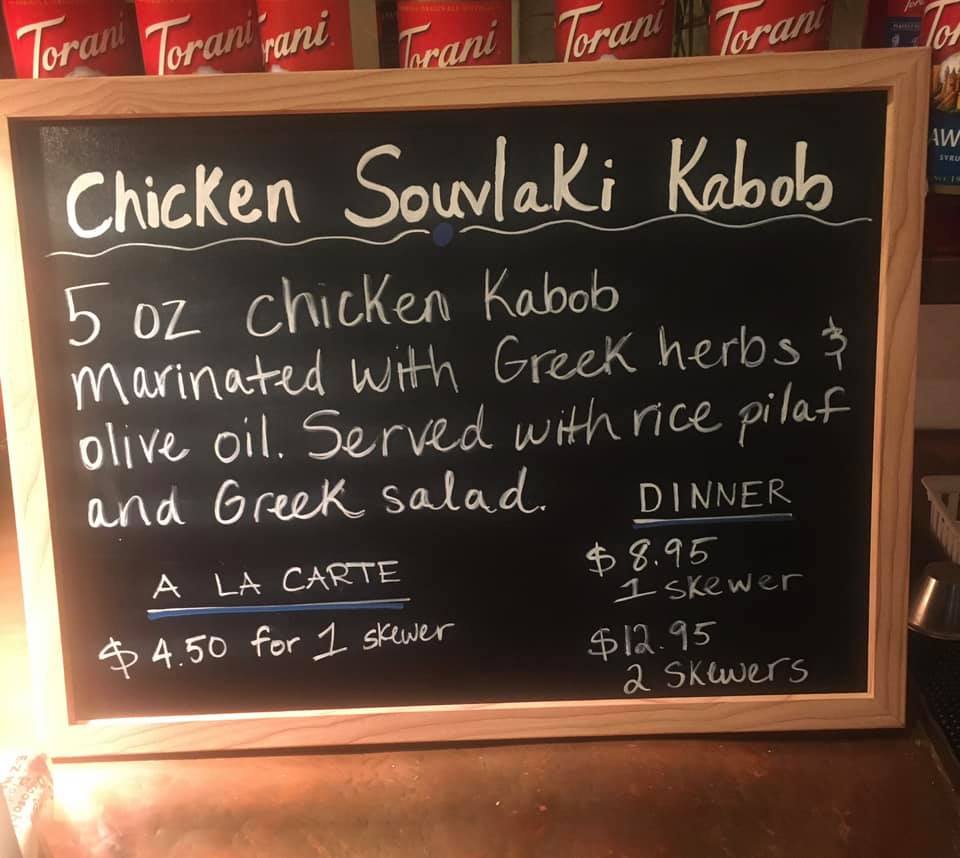 Torani Torani rani Torani Torani Torani
Chicken Souvlaki Kabob
5 oz chicken Kabob
Marinated with Greek herbs &
olive oil. Served with rice pilaf
and Greek salad.
DINNER
$8.95
1 skewer
$12.95
2 skewers
A LA CARTE
$4.50 for 1 skewer